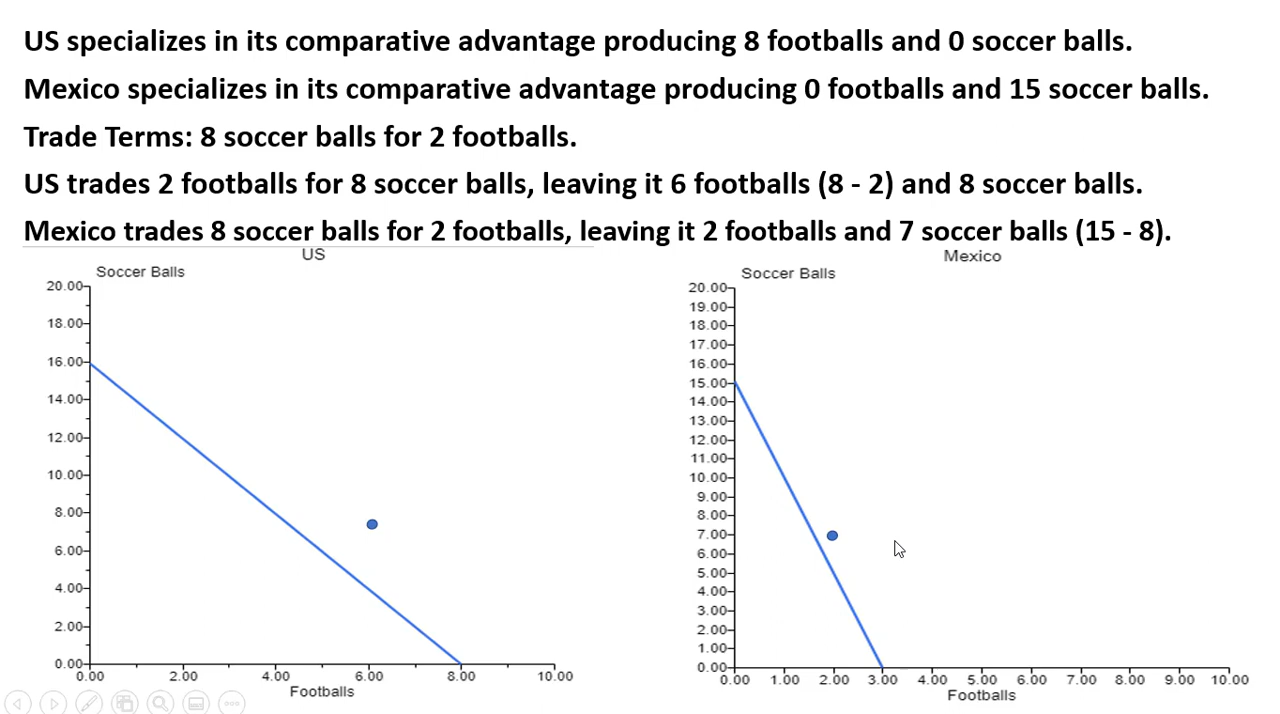 US specializes in its comparative advantage producing 8 footballs and 0 soccer balls.
Mexico specializes in its comparative advantage producing 0 footballs and 15 soccer balls.
Trade Terms: 8 soccer balls for 2 footballs.
US trades 2 footballs for 8 soccer balls, leaving it 6 footballs (8 - 2) and 8 soccer balls.
Mexico trades 8 soccer balls for 2 footballs, leaving it 2 footballs and 7 soccer balls (15 - 8).
US
Soccer Balls
20.00
18.00
16.00
14.00
12.00
10.00
8.00
6.00
4.00
2.00
0.00
0.00 2.00 4.00 6.00 8.00 10.00
Footballs
Mexico
Soccer Balls
20.00
19.00
18.00
17.00
16.00
15.00
14.00
13.00
12.00
11.00
10.00
9.00
8.00
7.00
6.00
5.00
4.00
3.00
2.00
1.00
0.00
0.00 1.00 2.00 3.00 4.00 5.00 6.00 7.00 8.00 9.00 10.00
Footballs